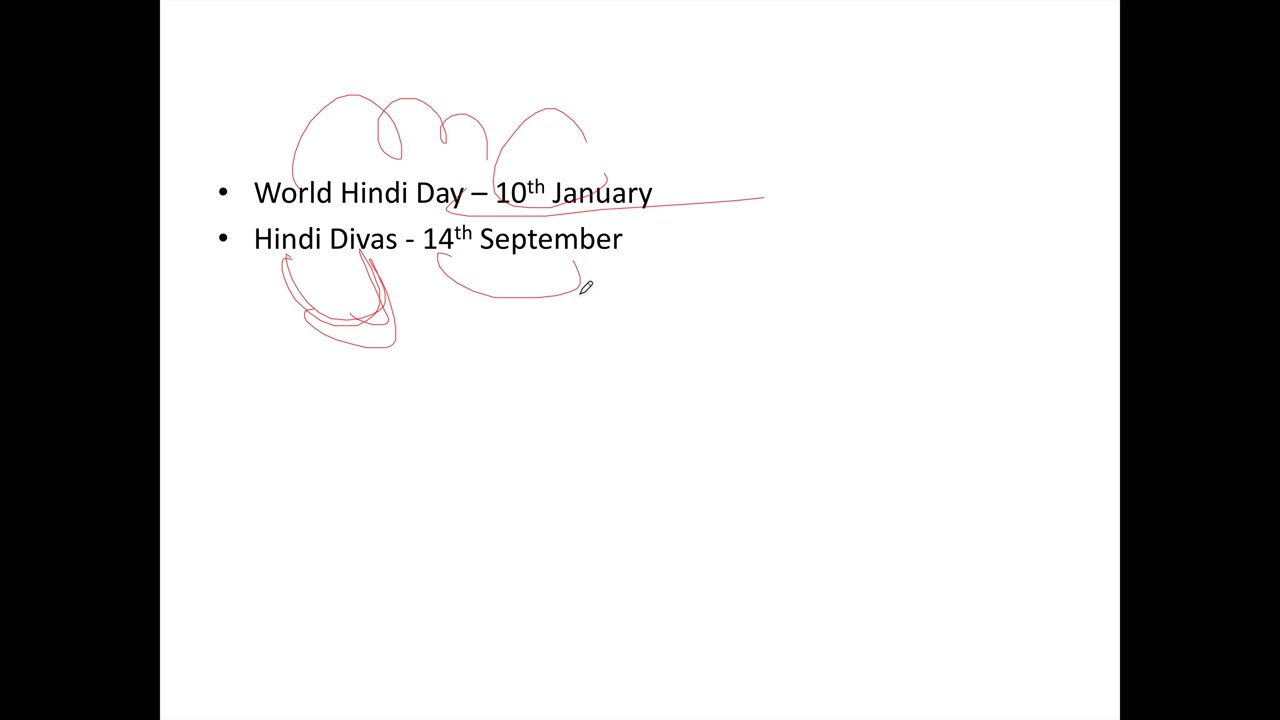 • World Hindi Day – 10th January
• Hindi Divas - 14th September